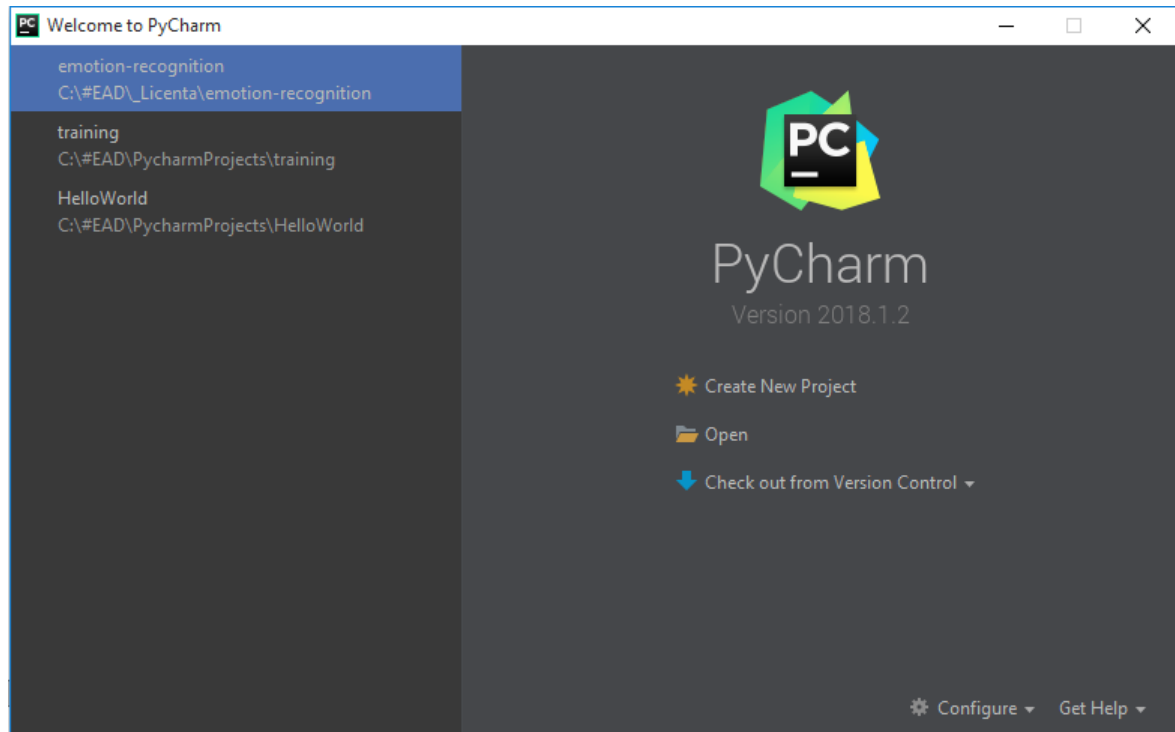 PC Welcome to PyCharm
emotion-recognition
C:\#EAD\_Licenta\emotion-recognition
training
C:\#EAD\PycharmProjects\training
HelloWorld
C:\#EAD\PycharmProjects\HelloWorld
PC
PyCharm
Version 2018.1.2
Create New Project
Open
Check out from Version Control
Configure
Get Help